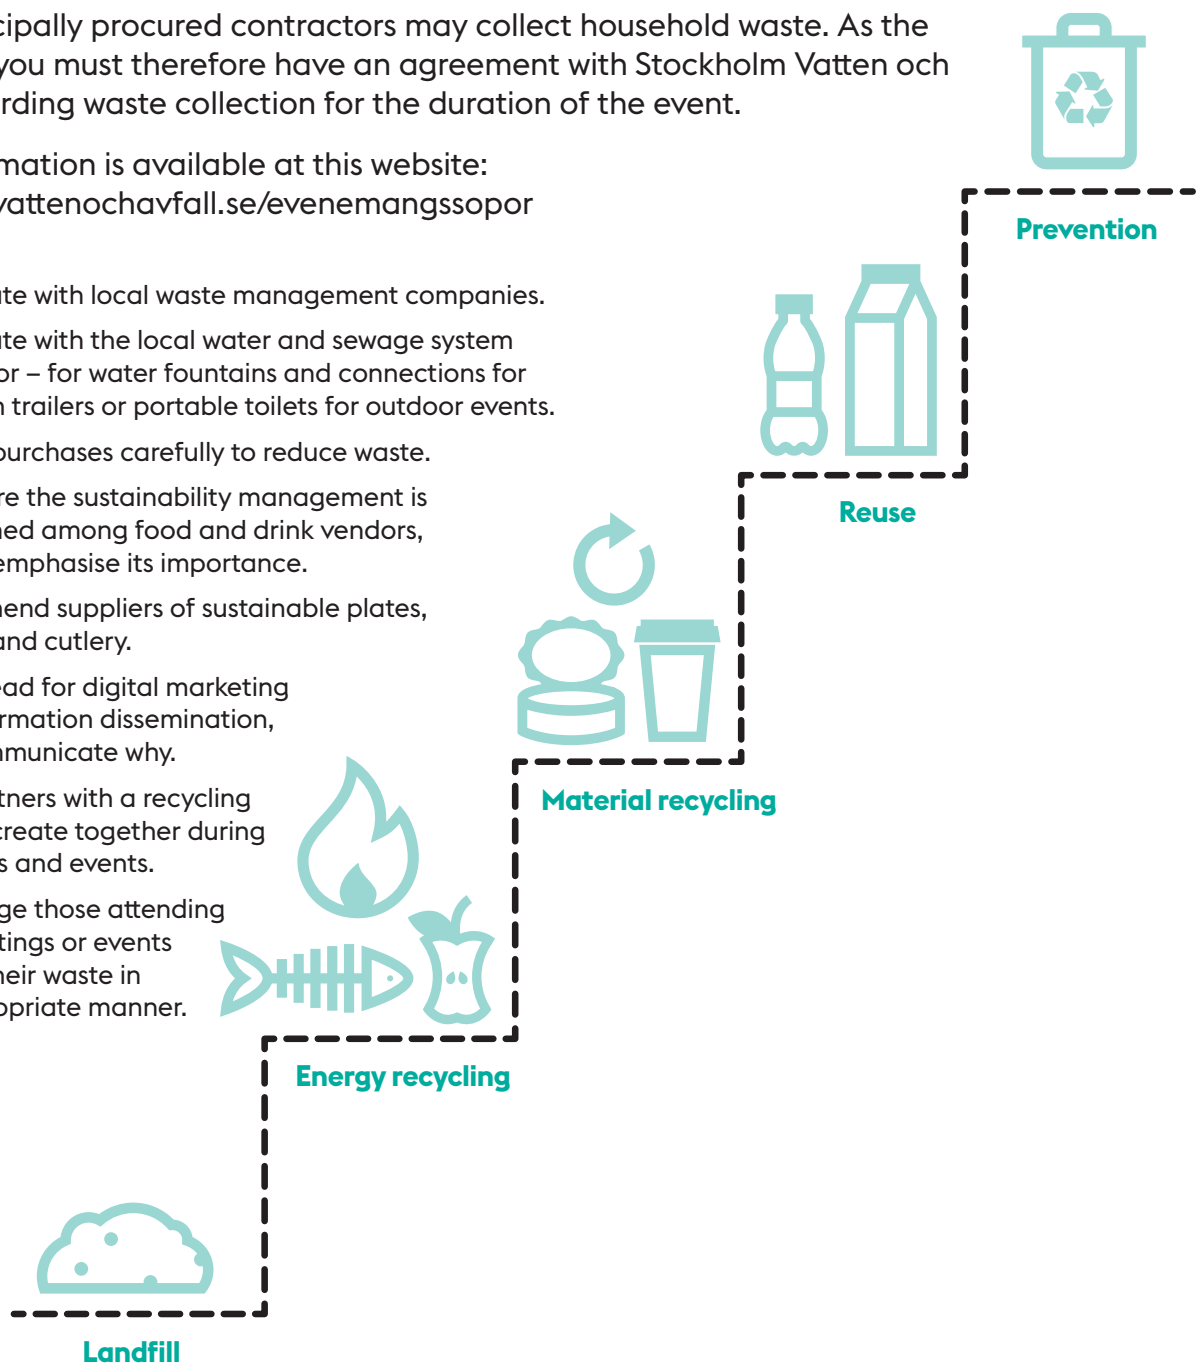 cipally procured contractors may collect household waste. As the
you must therefore have an agreement with Stockholm Vatten och
rding waste collection for the duration of the event.
mation is available at this website:
vattenochavfall.se/evenemangssopor
ate with local waste management companies.
ate with the local water and sewage system
or – for water fountains and connections for
n trailers or portable toilets for outdoor events.
purchases carefully to reduce waste.
re the sustainability management is
ned among food and drink vendors,
emphasise its importance.
nend suppliers of sustainable plates,
and cutlery.
ead for digital marketing
ormation dissemination,
mmunicate why.
tners with a recycling
create together during
s and events.
ge those attending
tings or events
heir waste in
opriate manner.
Prevention
Reuse
Material recycling
Energy recycling
Landfill